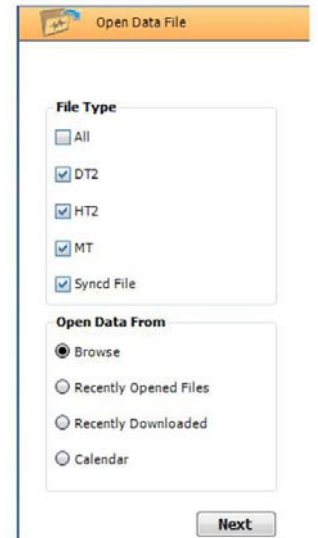 Open Data File
File Type
All
DT2
HT2
MT
Syncd File
Open Data From
Browse
Recently Opened Files
Recently Downloaded
Calendar
Next